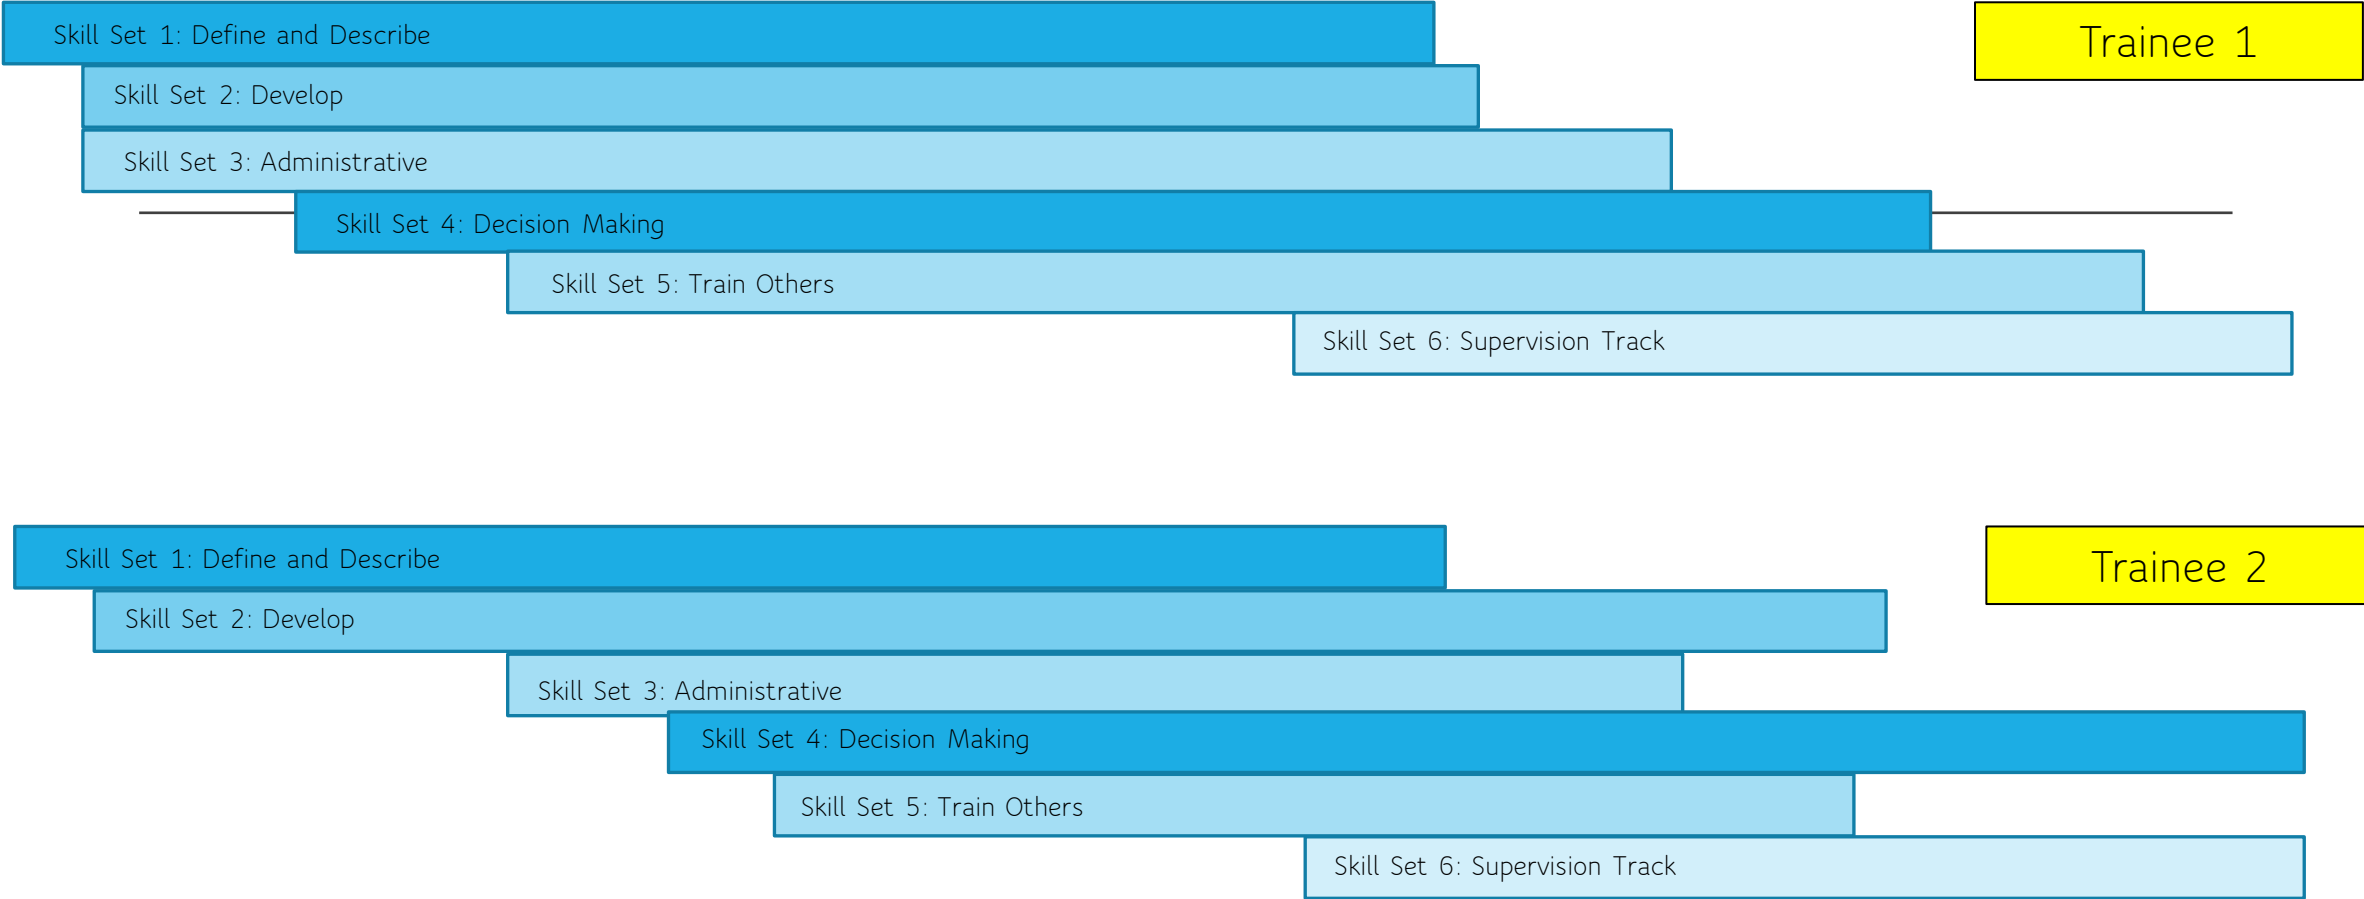 Skill Set 1: Define and Describe
Trainee 1
Skill Set 2: Develop
Skill Set 3: Administrative
Skill Set 4: Decision Making
Skill Set 5: Train Others
Skill Set 6: Supervision Track
Skill Set 1: Define and Describe
Trainee 2
Skill Set 2: Develop
Skill Set 3: Administrative
Skill Set 4: Decision Making
Skill Set 5: Train Others
Skill Set 6: Supervision Track